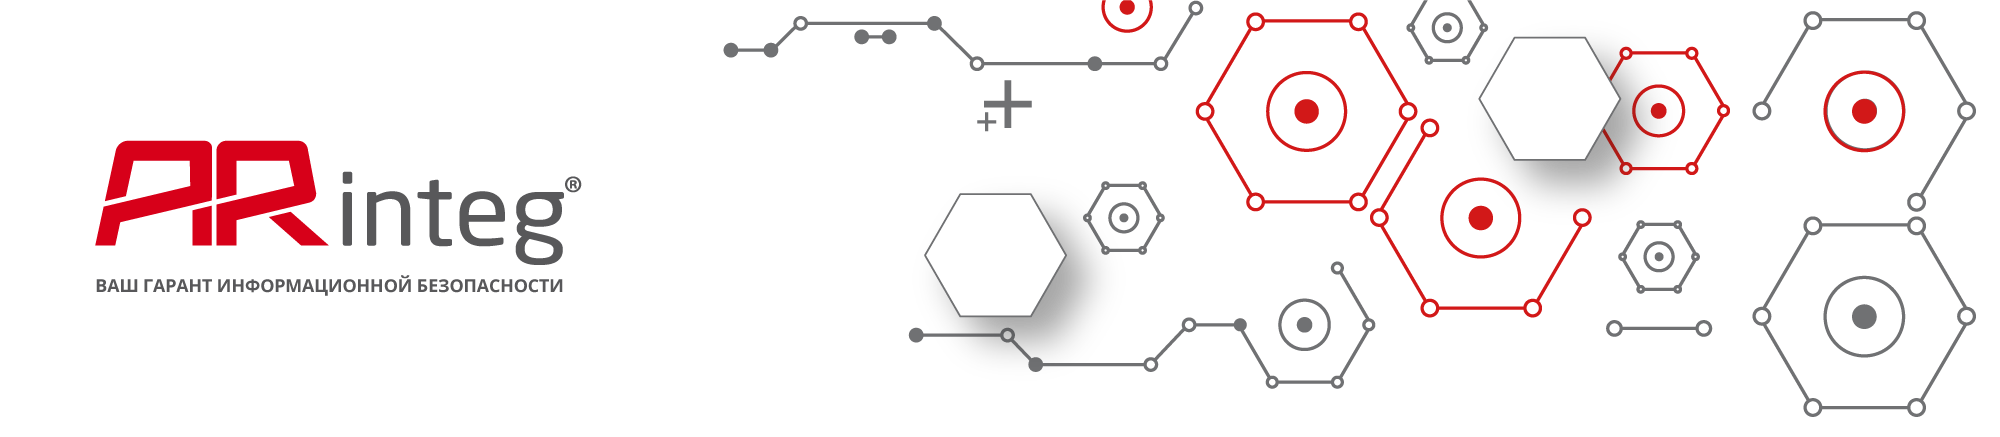 ARinteg®
ВАШ ГАРАНТ ИНФОРМАЦИОННОЙ БЕЗОПАСНОСТИ